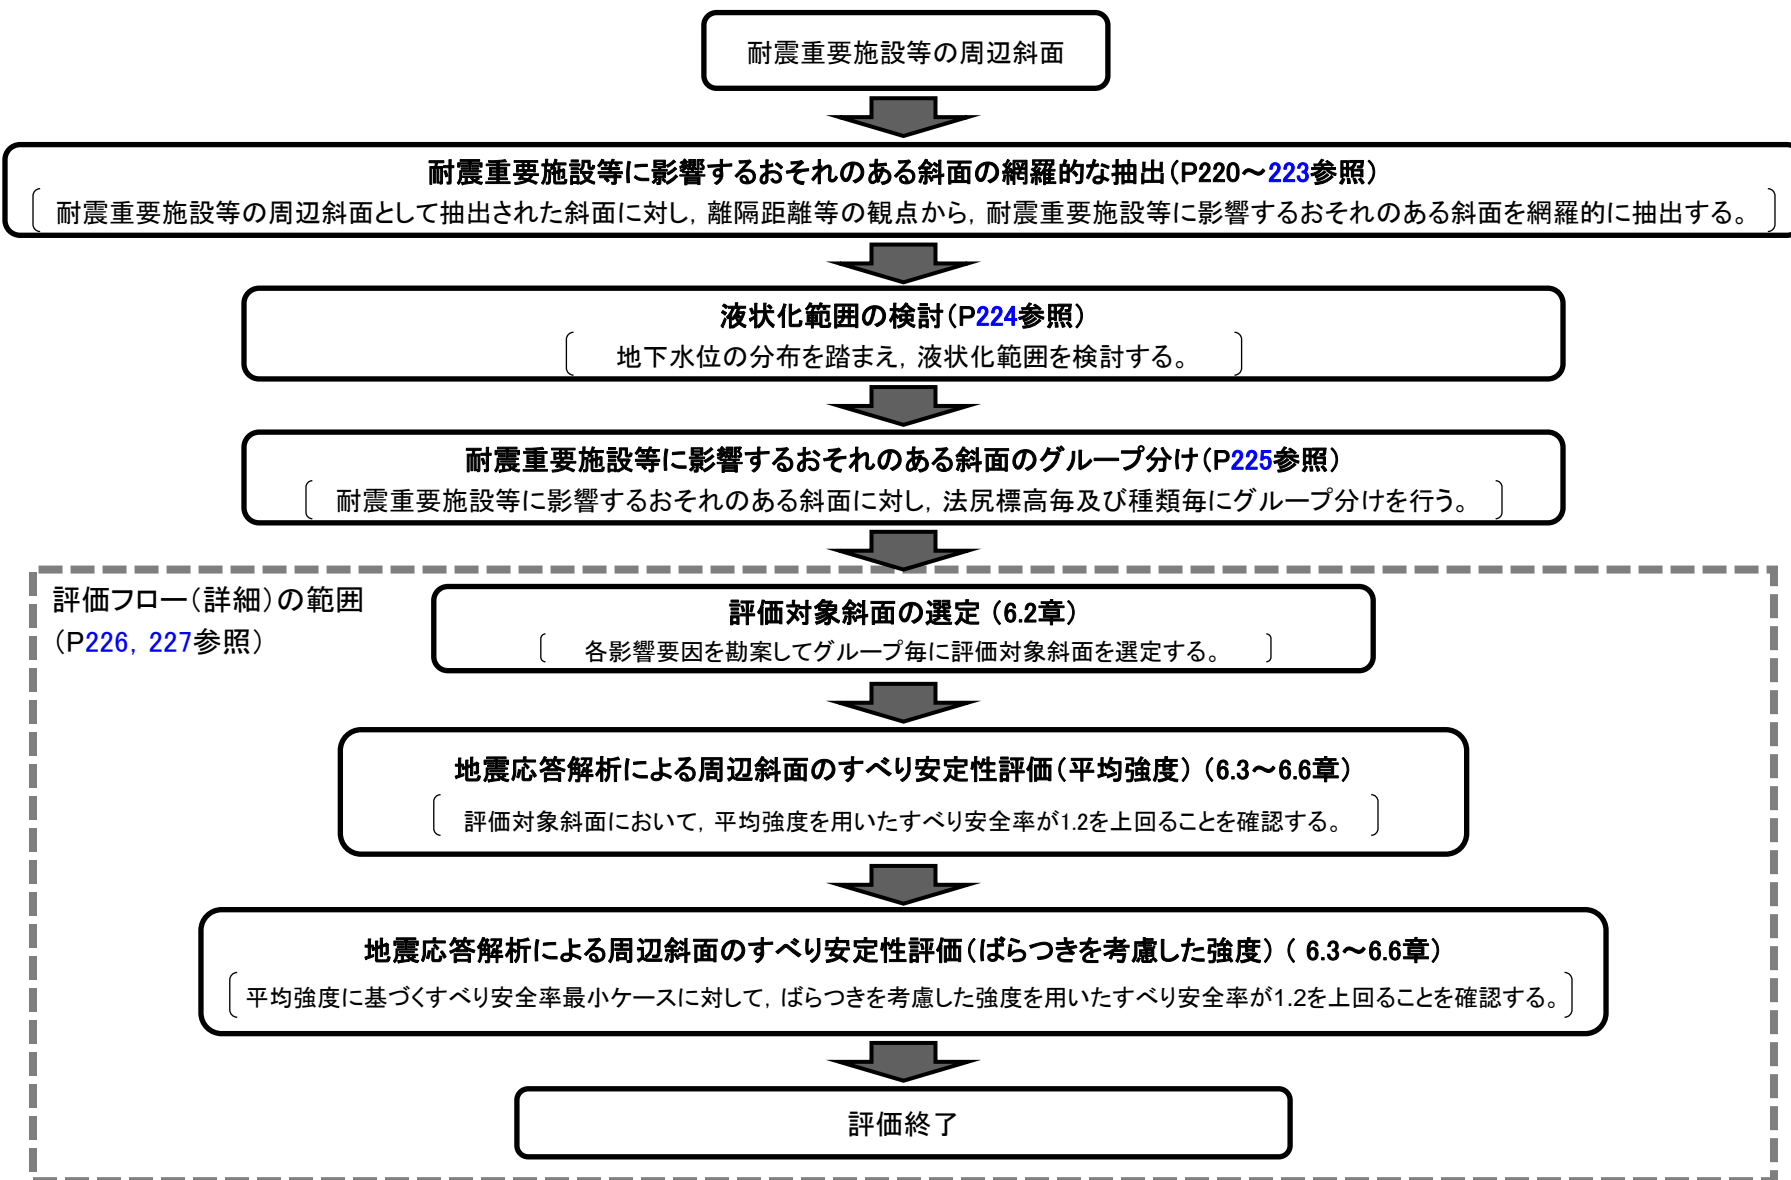 耐震重要施設等の周辺斜面
耐震重要施設等に影響するおそれのある斜面の網羅的な抽出（P220～223参照）
耐震重要施設等の周辺斜面として抽出された斜面に対し，離隔距離等の観点から，耐震重要施設等に影響するおそれのある斜面を網羅的に抽出する。
液状化範囲の検討（P224参照）
地下水位の分布を踏まえ，液状化範囲を検討する。
耐震重要施設等に影響するおそれのある斜面のグループ分け（P225参照）
耐震重要施設等に影響するおそれのある斜面に対し，法尻標高毎及び種類毎にグループ分けを行う。
評価フロー（詳細）の範囲
（P226，227参照）
評価対象斜面の選定（6.2章）
各影響要因を勘案してグループ毎に評価対象斜面を選定する。
地震応答解析による周辺斜面のすべり安定性評価（平均強度）（6.3～6.6章）
評価対象斜面において，平均強度を用いたすべり安全率が1.2を上回ることを確認する。
地震応答解析による周辺斜面のすべり安定性評価（ばらつきを考慮した強度）（ 6.3～6.6章）
平均強度に基づくすべり安全率最小ケースに対して，ばらつきを考慮した強度を用いたすべり安全率が1.2を上回ることを確認する。
評価終了